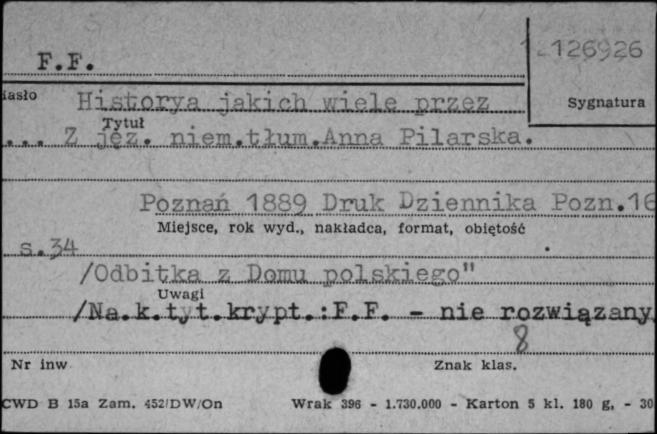 126926
F.F.
iasło Historya jakich wiele przez Sygnatura
Tytuł
... Z jęz. niem.tłum.Anna Pilarska.
Poznań 1889 Druk Dziennika Pozn.16
Miejsce, rok wyd., nakładca, format, objętość
s.34
/Odbitka z Domu polskiego"
Uwagi
/Na.k.tyt.krypt.:F.F. - nie rozwiązany
8
Nr inw Znak klas.
CWD B 15a Zam. 452/DW/On Wrak 396 - 1.730.000 - Karton 5 kl. 180 g. - 30